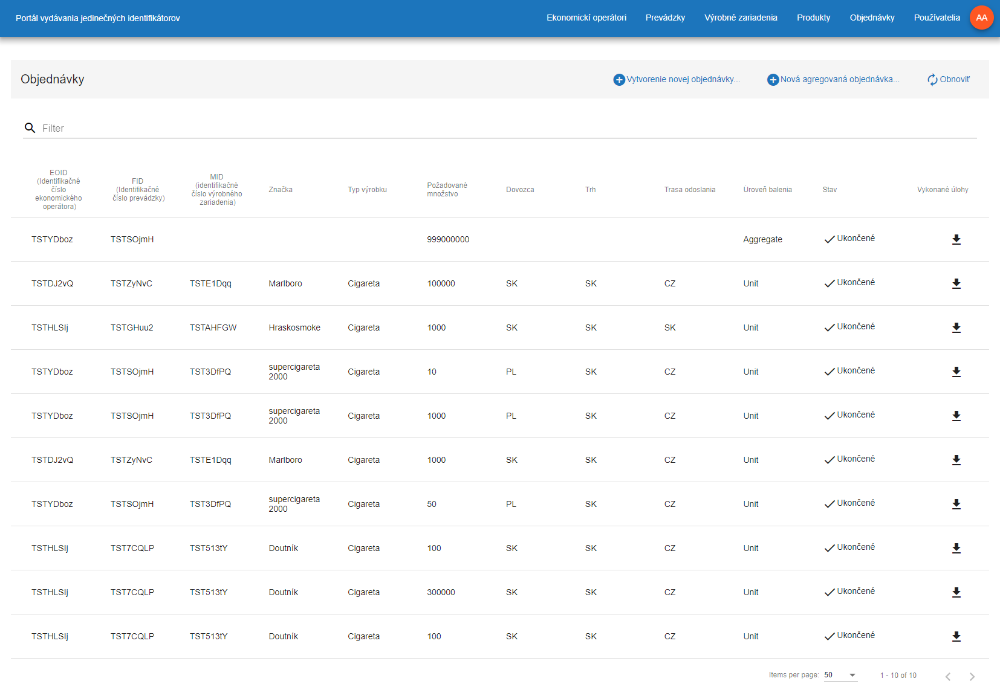 Portál vydávania jedinečných identifikátorov
Ekonomickí operátori Prevádzky Výrobné zariadenia Produkty Objednávky Používatelia AA
Objednávky
Vytvorenie novej objednávky... Nová agregovaná objednávka... Obnoviť
Filter
EOID
(Identifikačné
číslo
ekonomického
operátora)
FID
(Identifikačné
číslo prevádzky)
MID
(identifikačné
číslo výrobného
zariadenia)
Značka
Typ výrobku
Požadované
množstvo
Dovozca
Trh
Trasa odoslania
Úroveň balenia
Stav
Vykonané úlohy
TSTYDboz TSTSOjmH 999000000 Aggregate Ukončené
TSTDJ2vQ TSTZyNvC TSTE1Dqq Marlboro Cigareta 100000 SK SK CZ Unit Ukončené
TSTHLSIj TSTGHuu2 TSTAHFGW Hraskosmoke Cigareta 1000 SK SK SK Unit Ukončené
TSTYDboz TSTSOjmH TST3DfPQ supercigareta 2000 Cigareta 10 PL SK CZ Unit Ukončené
TSTYDboz TSTSOjmH TST3DfPQ supercigareta 2000 Cigareta 1000 PL SK CZ Unit Ukončené
TSTDJ2vQ TSTZyNvC TSTE1Dqq Marlboro Cigareta 1000 SK SK CZ Unit Ukončené
TSTYDboz TSTSOjmH TST3DfPQ supercigareta 2000 Cigareta 50 PL SK CZ Unit Ukončené
TSTHLSIj TST7CQLP TST513tY Doutník Cigareta 100 SK SK CZ Unit Ukončené
TSTHLSIj TST7CQLP TST513tY Doutník Cigareta 300000 SK SK CZ Unit Ukončené
TSTHLSIj TST7CQLP TST513tY Doutník Cigareta 100 SK SK CZ Unit Ukončené
Items per page: 50 1 - 10 of 10